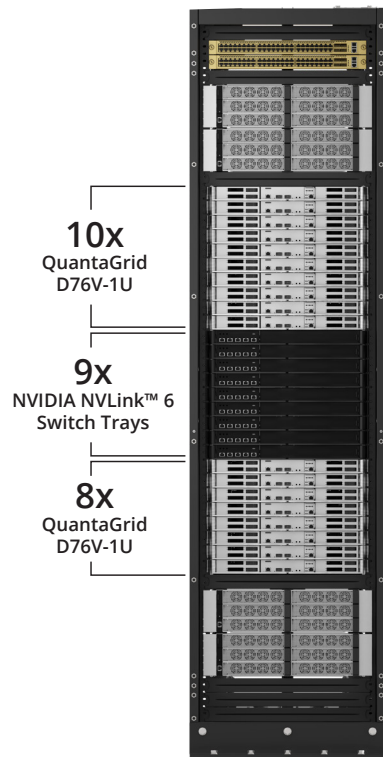 10x
QuantaGrid
D76V-1U
9x
NVIDIA NVLink™ 6
Switch Trays
8x
QuantaGrid
D76V-1U